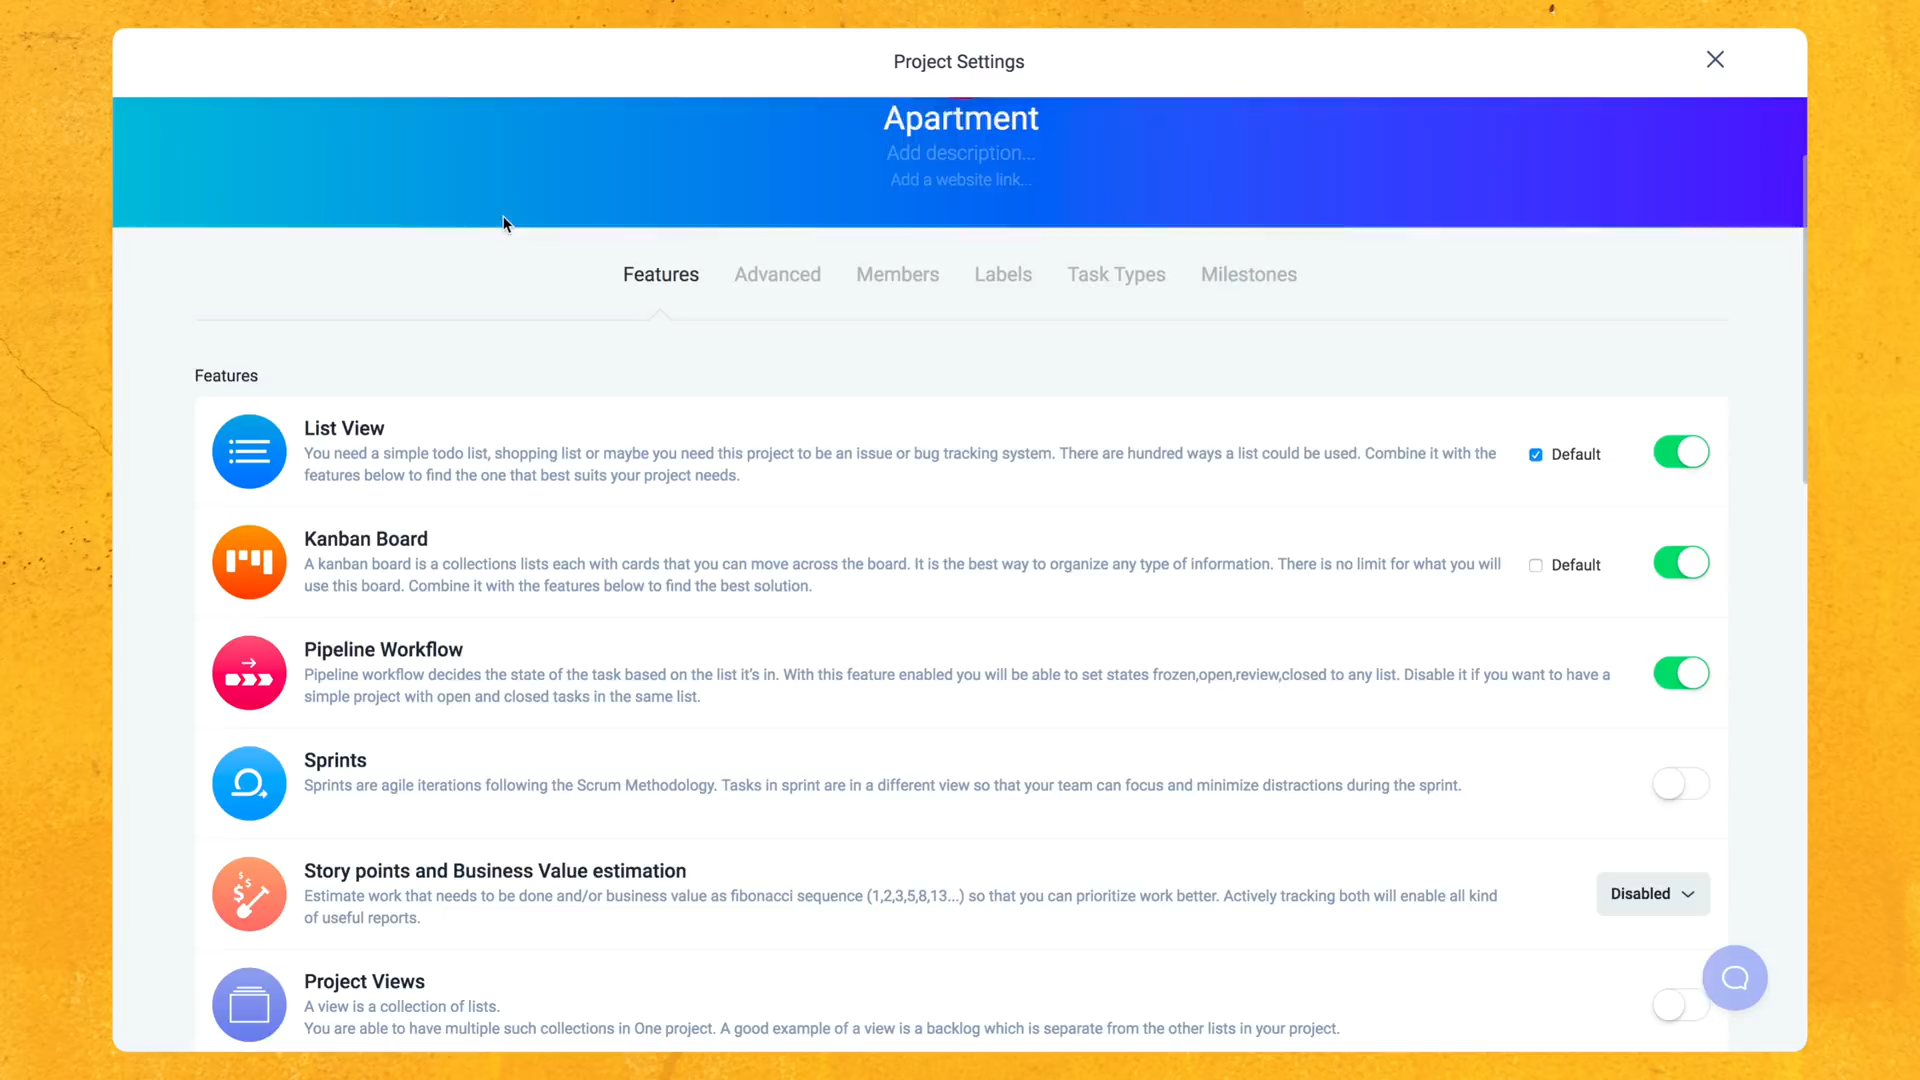 Project Settings
Apartment
Add description...
Add a website link...
Features Advanced Members Labels Task Types Milestones
Features
List View
You need a simple todo list, shopping list or maybe you need this project to be an issue or bug tracking system. There are hundred ways a list could be used. Combine it with the
features below to find the one that best suits your project needs.
Default
Kanban Board
A kanban board is a collections lists each with cards that you can move across the board. It is the best way to organize any type of information. There is no limit for what you will
use this board. Combine it with the features below to find the best solution.
Default
Pipeline Workflow
Pipeline workflow decides the state of the task based on the list it's in. With this feature enabled you will be able to set states frozen,open,review,closed to any list. Disable it if you want to have a
simple project with open and closed tasks in the same list.
Sprints
Sprints are agile iterations following the Scrum Methodology. Tasks in sprint are in a different view so that your team can focus and minimize distractions during the sprint.
Story points and Business Value estimation
Estimate work that needs to be done and/or business value as fibonacci sequence (1,2,3,5,8,13...) so that you can prioritize work better. Actively tracking both will enable all kind
of useful reports.
Disabled
Project Views
A view is a collection of lists.
You are able to have multiple such collections in One project. A good example of a view is a backlog which is separate from the other lists in your project.